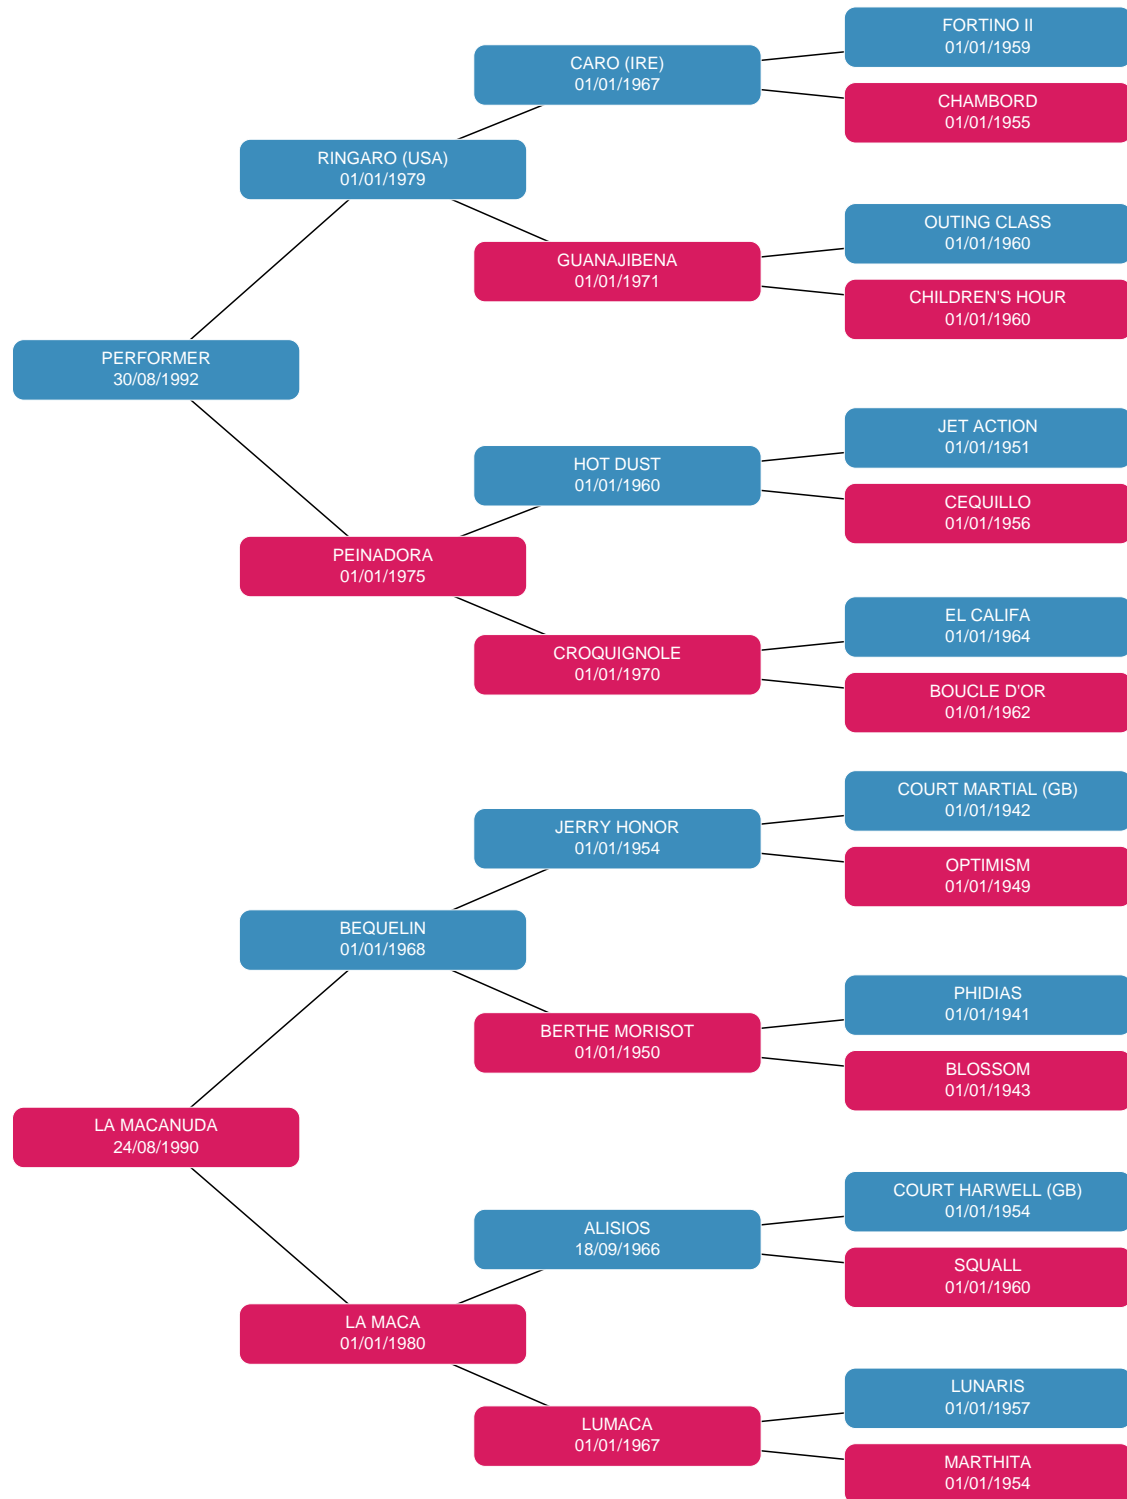 FORTINO II
01/01/1959
CARO (IRE)
01/01/1967
CHAMBORD
01/01/1955
RINGARO (USA)
01/01/1979
OUTING CLASS
01/01/1960
GUANAJIBENA
01/01/1971
CHILDREN'S HOUR
01/01/1960
PERFORMER
30/08/1992
JET ACTION
01/01/1951
HOT DUST
01/01/1960
CEQUILLO
01/01/1956
PEINADORA
01/01/1975
EL CALIFA
01/01/1964
CROQUIGNOLE
01/01/1970
BOUCLE D'OR
01/01/1962
COURT MARTIAL (GB)
01/01/1942
JERRY HONOR
01/01/1954
OPTIMISM
01/01/1949
BEQUELIN
01/01/1968
PHIDIAS
01/01/1941
BERTHE MORISOT
01/01/1950
BLOSSOM
01/01/1943
LA MACANUDA
24/08/1990
COURT HARWELL (GB)
01/01/1954
ALISIOS
18/09/1966
SQUALL
01/01/1960
LA MACA
01/01/1980
LUNARIS
01/01/1957
LUMACA
01/01/1967
MARTHITA
01/01/1954